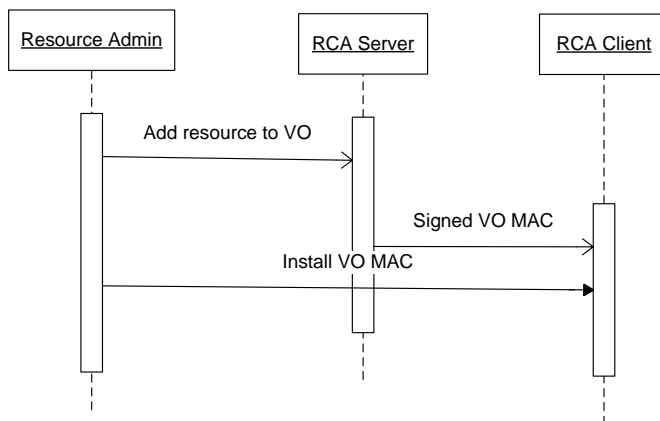 Resource Admin
RCA Server
RCA Client
Add resource to VO
Signed VO MAC
Install VO MAC